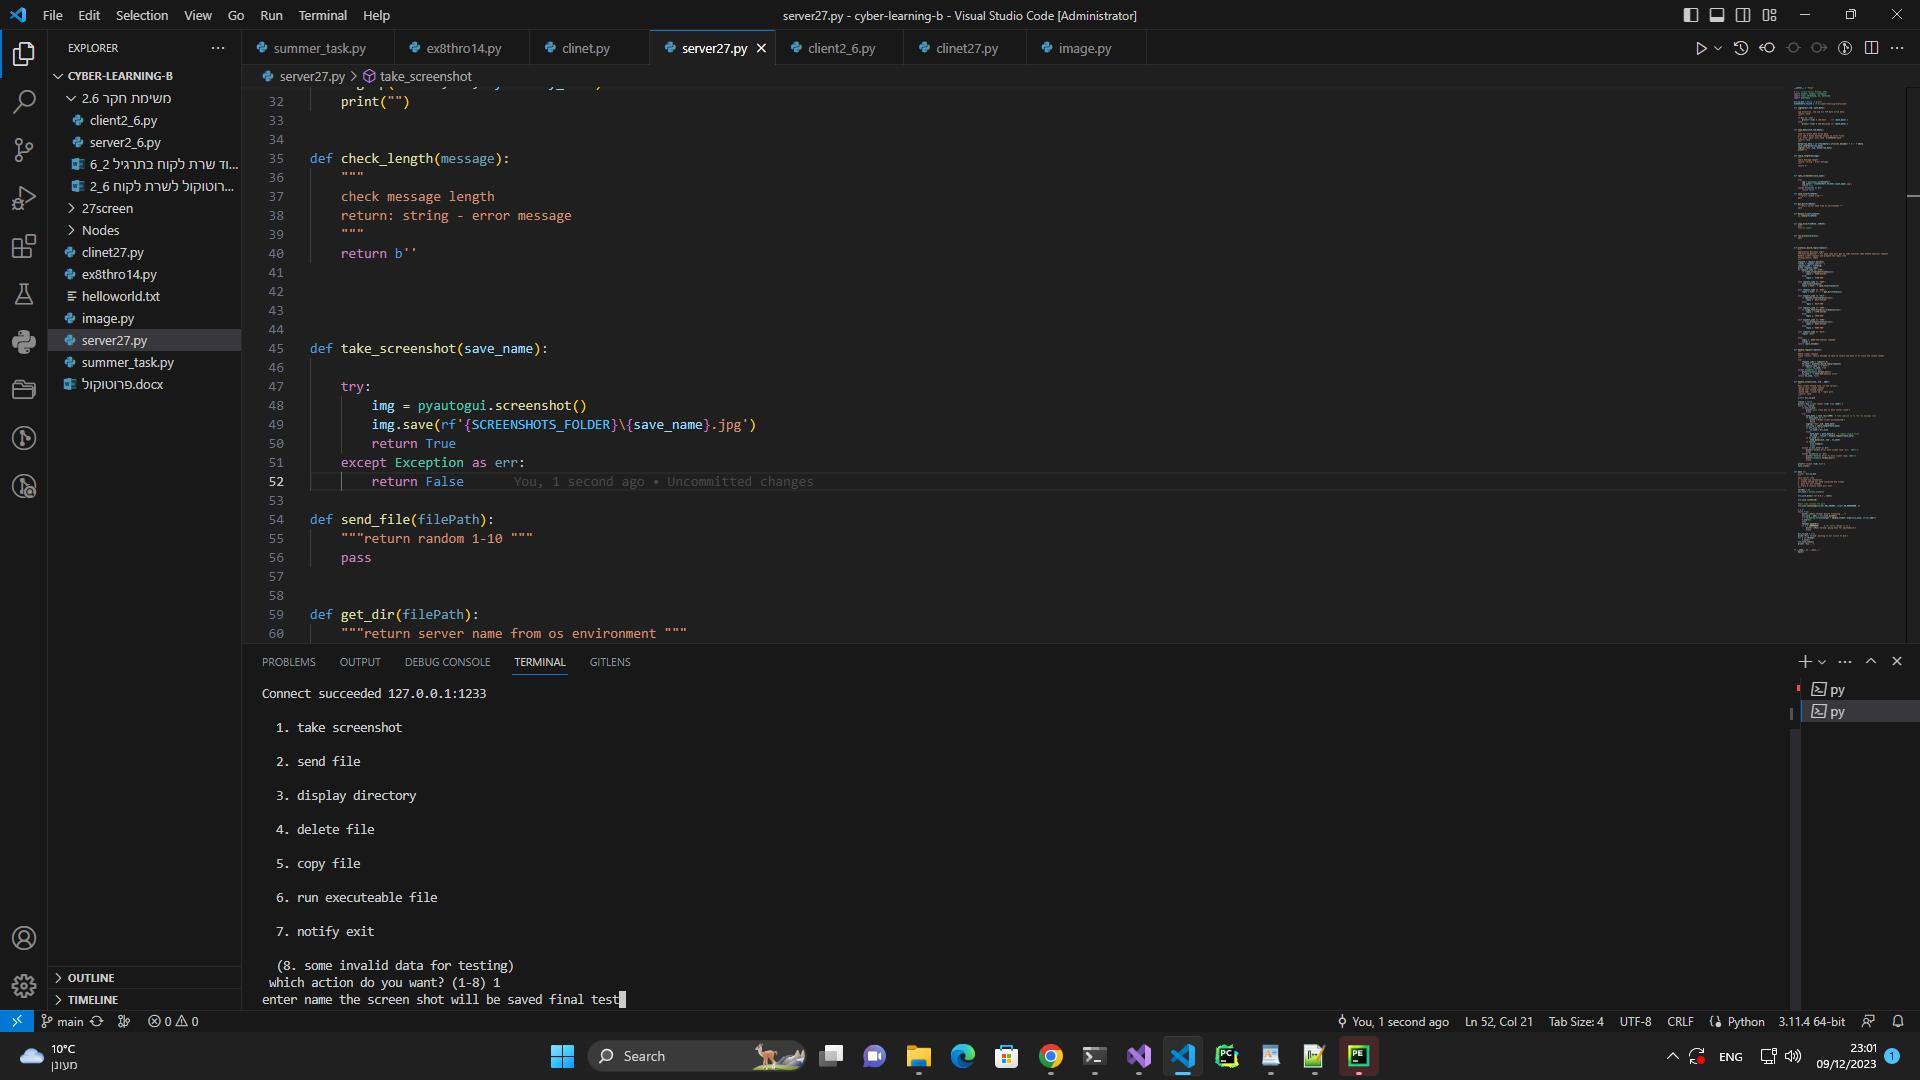 File Edit Selection View Go Run Terminal Help
server27.py - cyber-learning-b - Visual Studio Code [Administrator]
EXPLORER
CYBER-LEARNING-B
משימת חקר 2.6
client2_6.py
server2_6.py
6_2 וד שרת לקוח בתרגיל...
2_6 רוטוקול לשרת לקוח...
27screen
Nodes
clinet27.py
ex8thro14.py
helloworld.txt
image.py
server27.py
summer_task.py
פרוטוקול.docx
OUTLINE
TIMELINE
summer_task.py ex8thro14.py clinet.py server27.py client2_6.py clinet27.py image.py
server27.py > take_screenshot
32 print("")
33
34
35 def check_length(message):
36 """
37 check message length
38 return: string - error message
39 """
40 return b''
41
42
43
44
45 def take_screenshot(save_name):
46
47 try:
48 img = pyautogui.screenshot()
49 img.save(rf'{SCREENSHOTS_FOLDER}\{save_name}.jpg')
50 return True
51 except Exception as err:
52 return False You, 1 second ago • Uncommitted changes
53
54 def send_file(filePath):
55 """return random 1-10 """
56 pass
57
58
59 def get_dir(filePath):
60 """return server name from os environment """
PROBLEMS OUTPUT DEBUG CONSOLE TERMINAL GITLENS
Connect succeeded 127.0.0.1:1233
1. take screenshot
2. send file
3. display directory
4. delete file
5. copy file
6. run executeable file
7. notify exit
(8. some invalid data for testing)
which action do you want? (1-8) 1
enter name the screen shot will be saved final test
py
py
main 0 0 You, 1 second ago Ln 52, Col 21 Tab Size: 4 UTF-8 CRLF Python 3.11.4 64-bit
10°C
מעונן
Search
ENG
23:01
09/12/2023
1